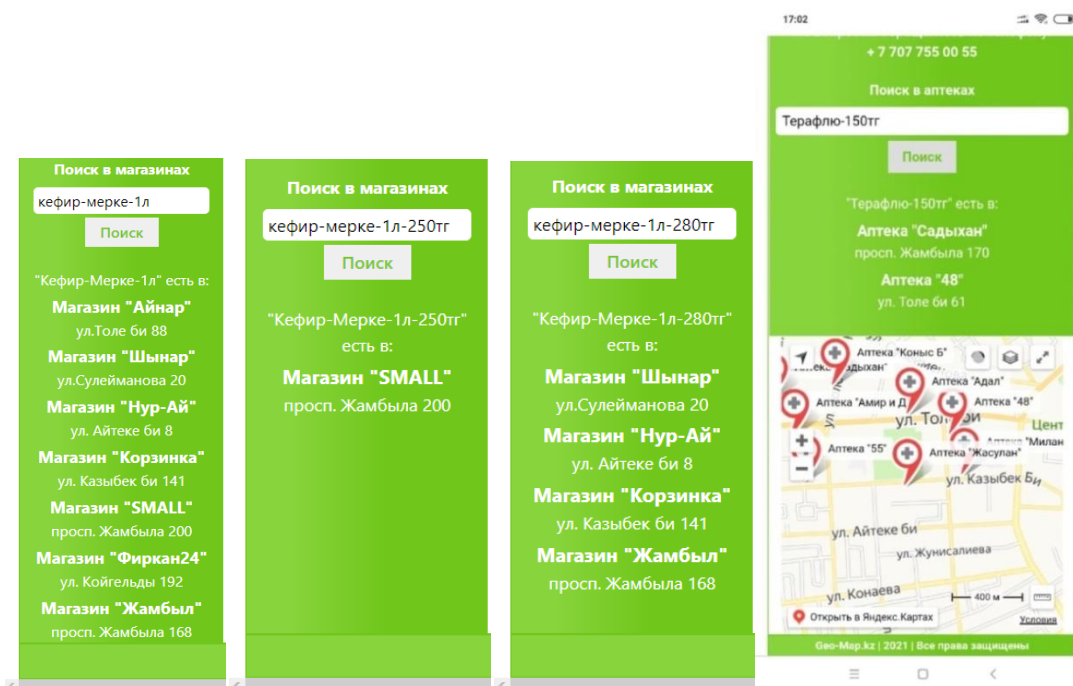 Поиск в магазинах
кефир-мерке-1л
Поиск
"Кефир-Мерке-1л" есть в:
Магазин "Айнар"
ул.Толе би 88
Магазин "Шынар"
ул.Сулейманова 20
Магазин "Нур-Ай"
ул. Айтеке би 8
Магазин "Корзинка"
ул. Казыбек би 141
Магазин "SMALL"
просп. Жамбыла 200
Магазин "Фиркан24"
ул. Койгельды 192
Магазин "Жамбыл"
просп. Жамбыла 168
Поиск в магазинах
кефир-мерке-1л-250тг
Поиск
"Кефир-Мерке-1л-250тг"
есть в:
Магазин "SMALL"
просп. Жамбыла 200
Поиск в магазинах
кефир-мерке-1л-280тг
Поиск
"Кефир-Мерке-1л-280тг"
есть в:
Магазин "Шынар"
ул.Сулейманова 20
Магазин "Нур-Ай"
ул. Айтеке би 8
Магазин "Корзинка"
ул. Казыбек би 141
Магазин "Жамбыл"
просп. Жамбыла 168
17:02
+ 7 707 755 00 55
Поиск в аптеках
Терафлю-150тг
Поиск
"Терафлю-150тг" есть в:
Аптека "Садыхан"
просп. Жамбыла 170
Аптека "48"
ул. Толе би 61
Аптека "Коныс Б"
Аптека "Адал"
Аптека "Амир и Д
Аптека "48"
ул.
Цент
Аптека "55"
Аптека "Жасулан"
"Милан
ул. Казыбек Би
ул. Айтеке би
ул. Жунисалиева
ул. Конаева
400 м
Открыть в Яндекс.Картах
Условия
Geo-Map.kz | 2021 | Все права защищены